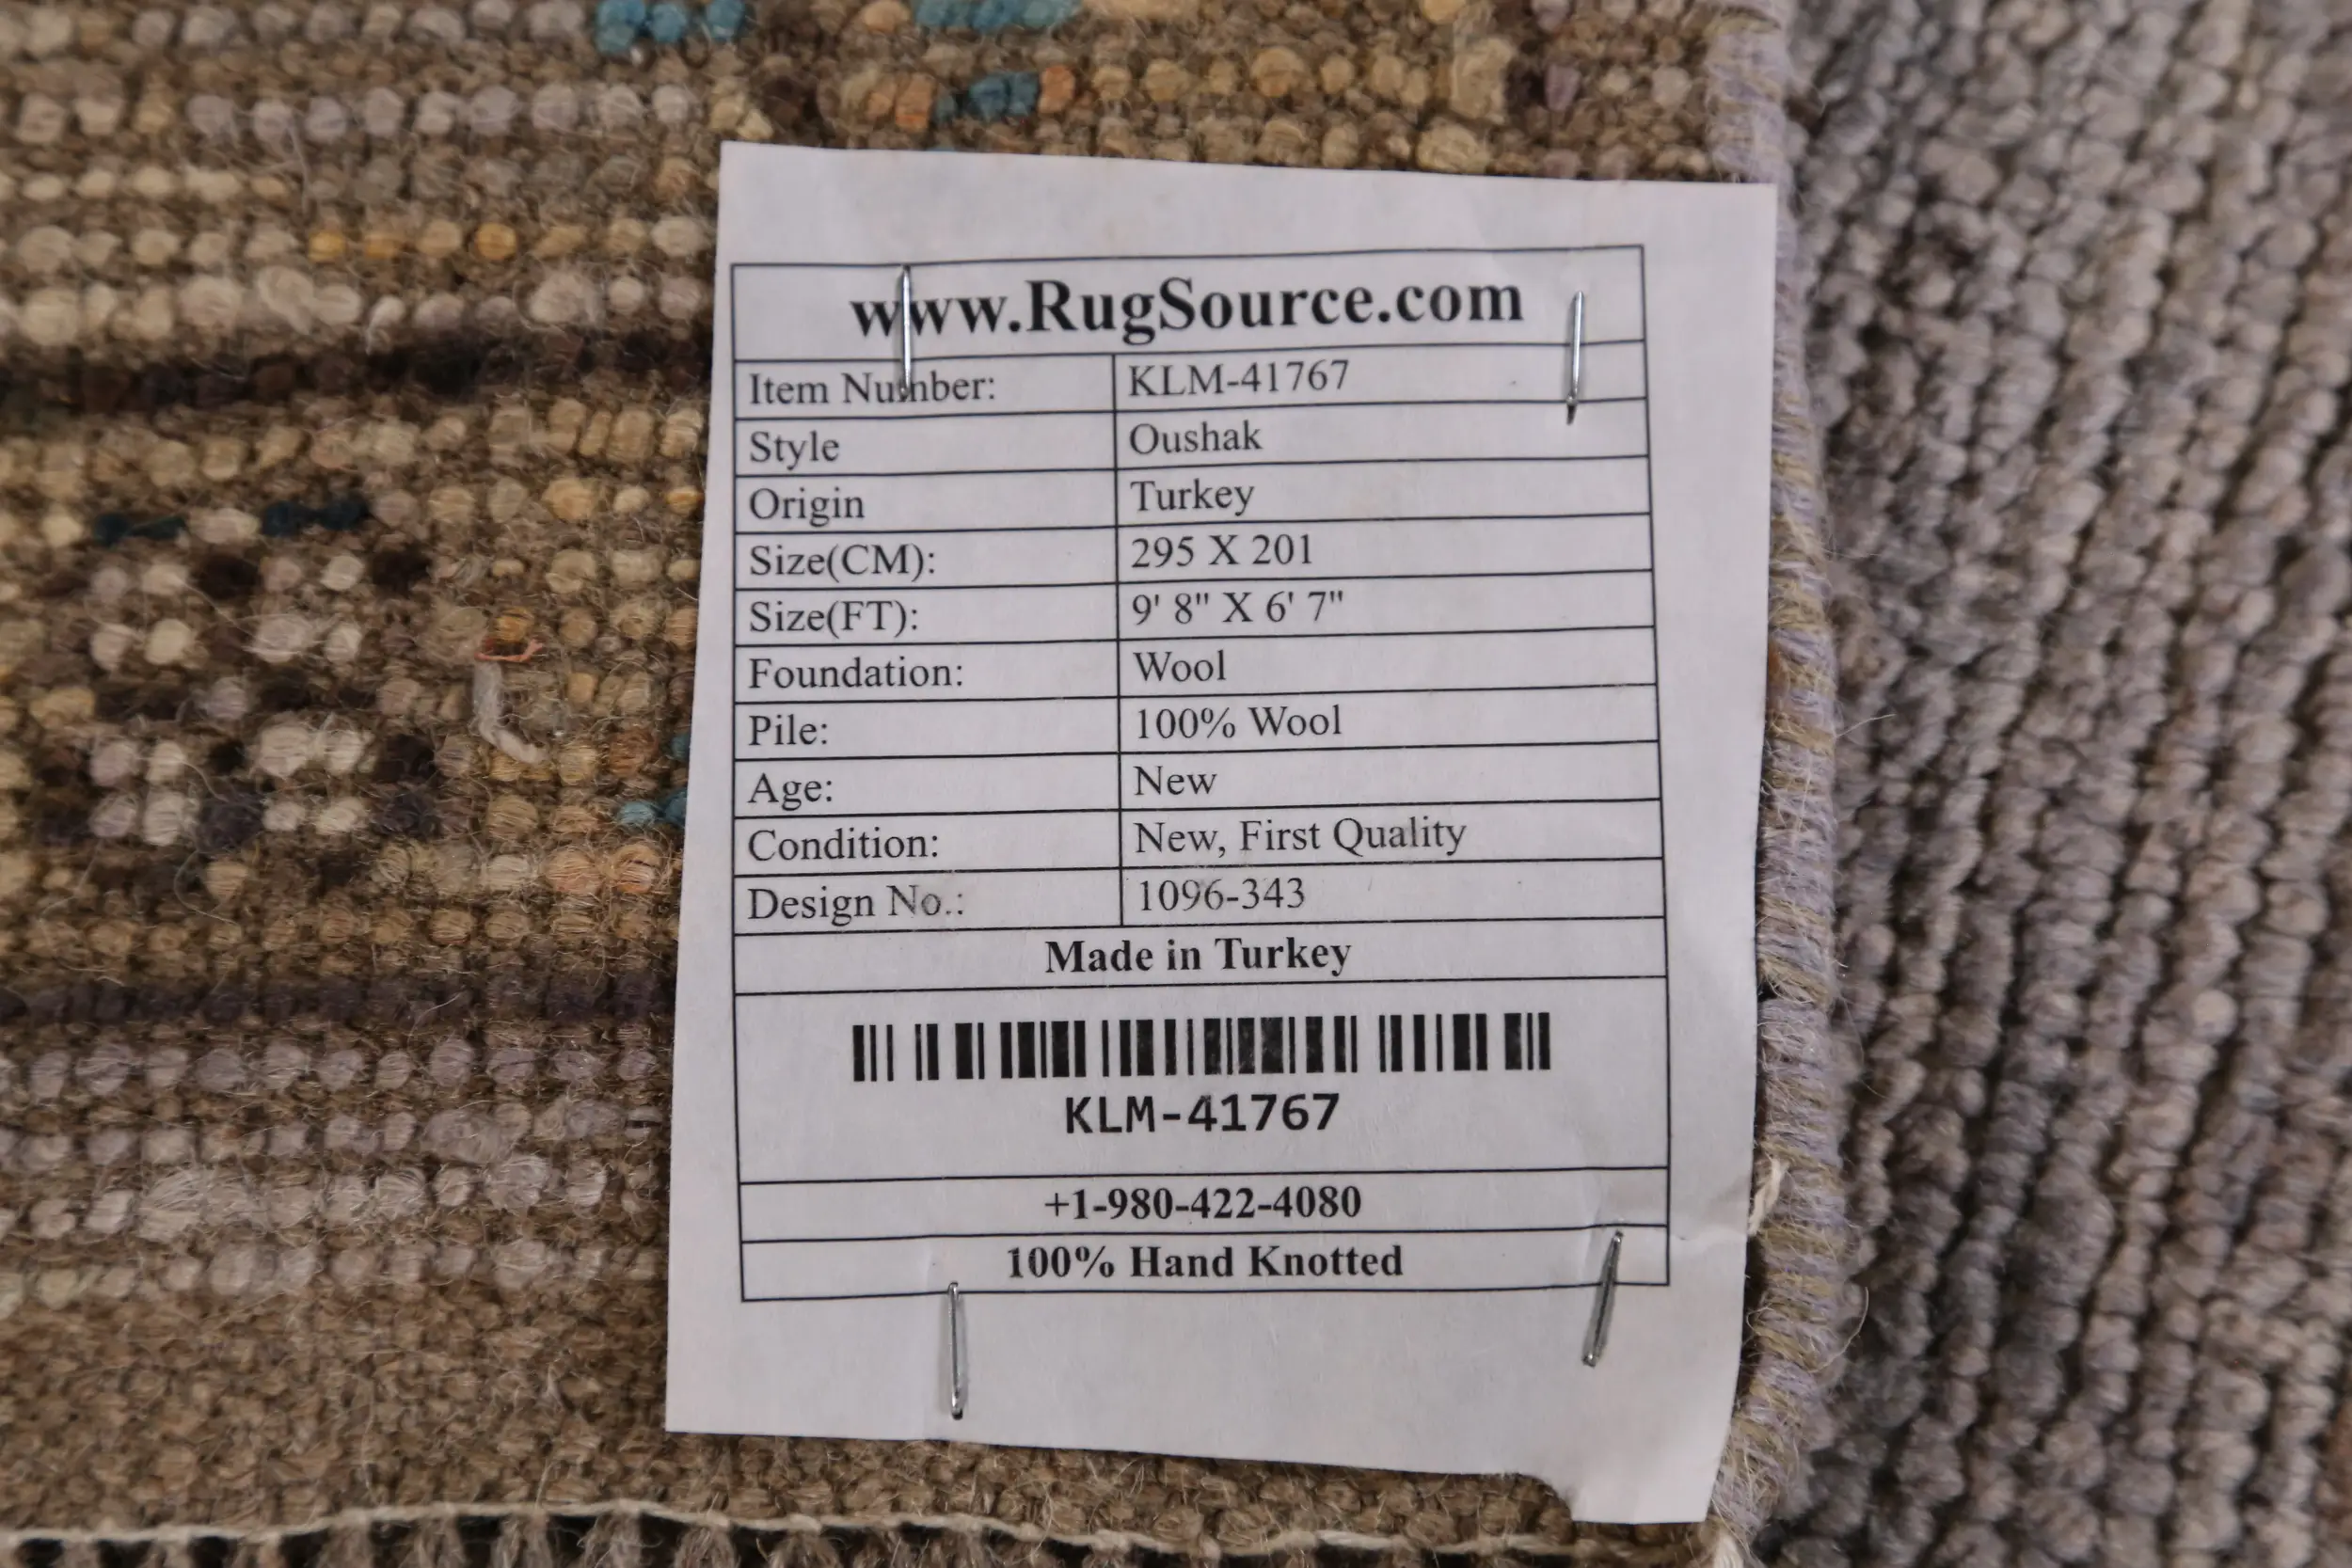 www.RugSource.com
Item Number: KLM-41767
Style Oushak
Origin Turkey
Size(CM): 295 X 201
Size(FT): 9' 8" X 6' 7"
Foundation: Wool
Pile: 100% Wool
Age: New
Condition: New, First Quality
Design No.: 1096-343
Made in Turkey
KLM-41767
+1-980-422-4080
100% Hand Knotted